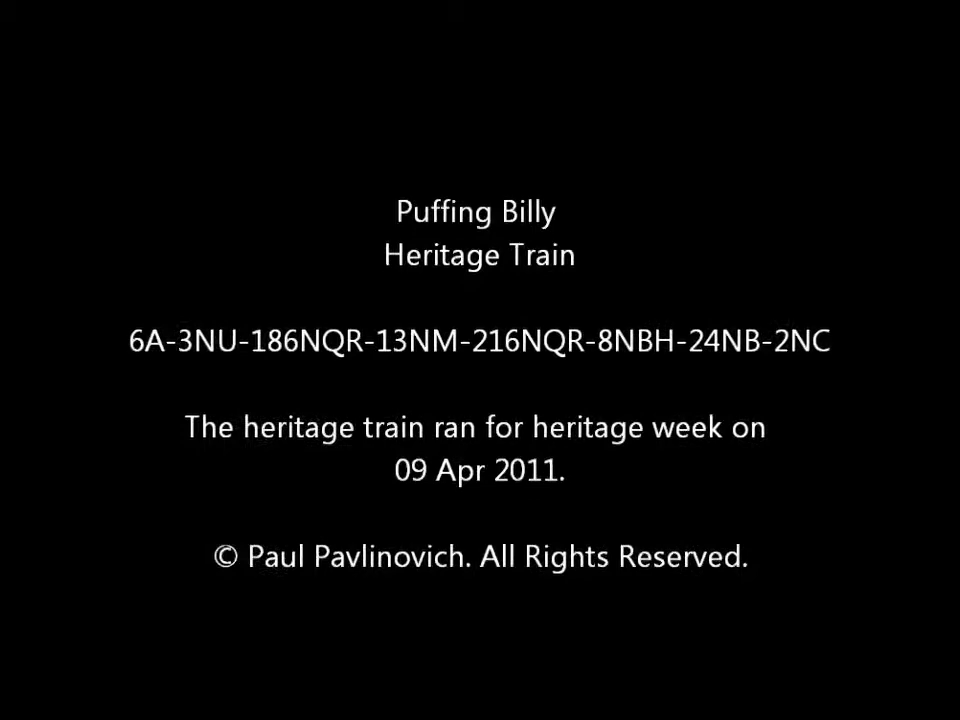 Puffing Billy
Heritage Train
6A-3NU-186NQR-13NM-216NQR-8NBH-24NB-2NC
The heritage train ran for heritage week on
09 Apr 2011.
© Paul Pavlinovich. All Rights Reserved.